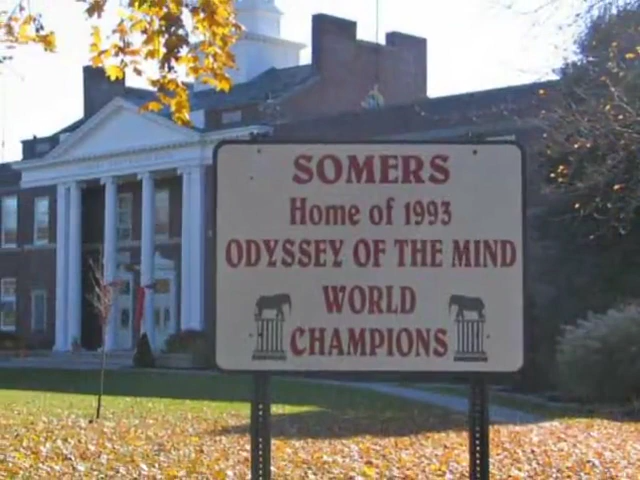 SOMERS
Home of 1993
ODYSSEY OF THE MIND
WORLD
CHAMPIONS